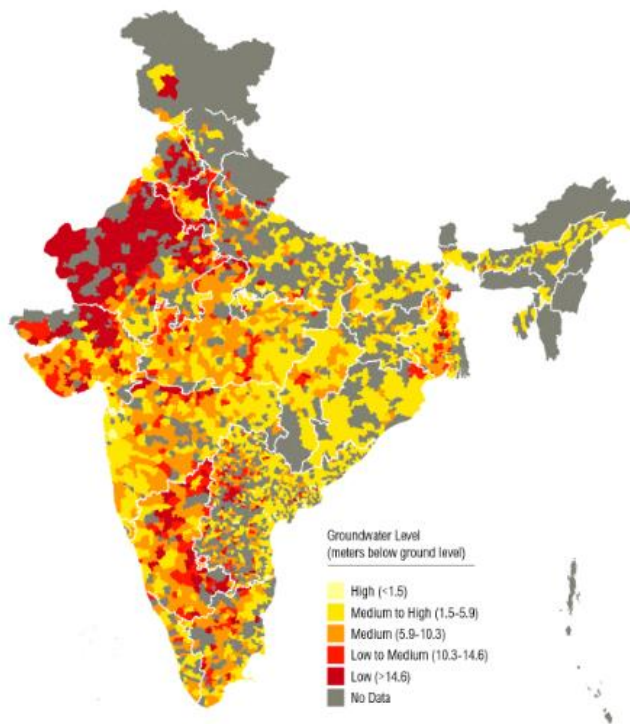 Groundwater Level
(meters below ground level)
High (<1.5)
Medium to High (1.5-5.9)
Medium (5.9-10.3)
Low to Medium (10.3-14.6)
Low (>14.6)
No Data